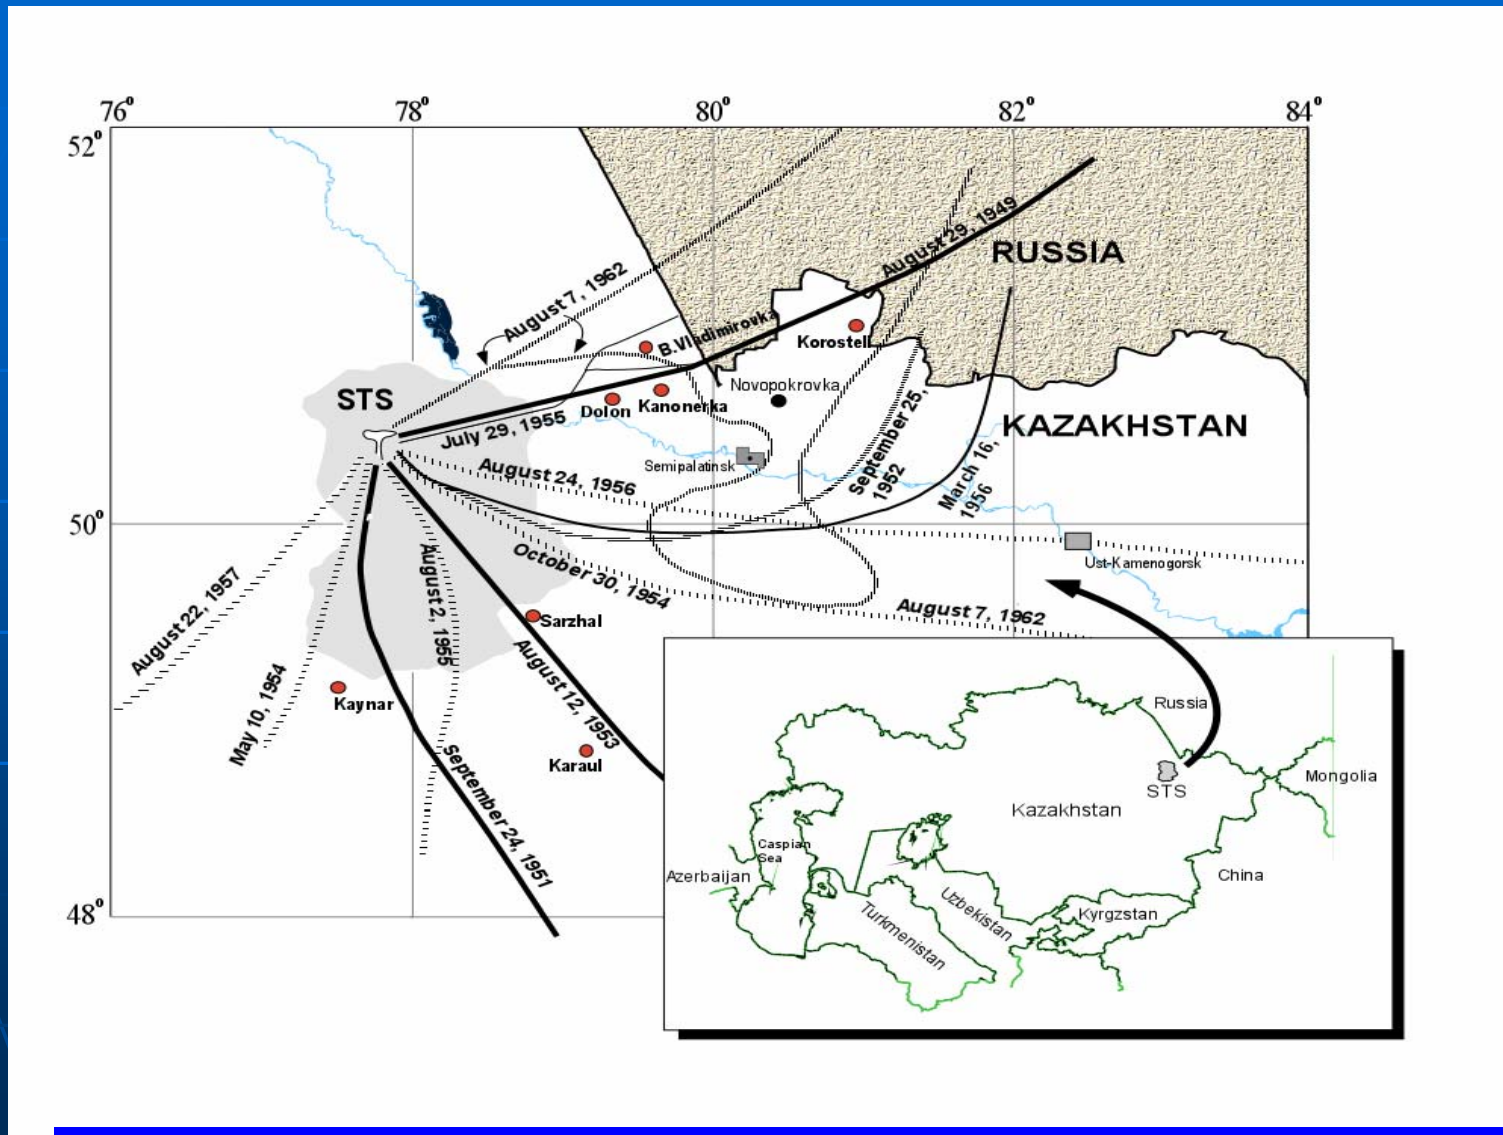 76°
78°
80°
82°
84°
52°
August 29, 1949
RUSSIA
August 7, 1962
B.Vladimirovka
Korostell
STS
Novopokrovka
Dolon
Kanonerka
July 29, 1955
KAZAKHSTAN
September 25,
1952
March 16,
1956
Semipalatinsk
August 24, 1956
50°
October 30, 1954
Ust-Kamenogorsk
August 22, 1957
August 2, 1955
August 7, 1962
Sarzhal
August 12, 1953
May 10, 1954
Kaynar
Karaul
September 24, 1951
48°
Russia
Mongolia
STS
Kazakhstan
Caspian
Sea
Azerbaijan
China
Turkmenistan
Uzbekistan
Kyrgzstan